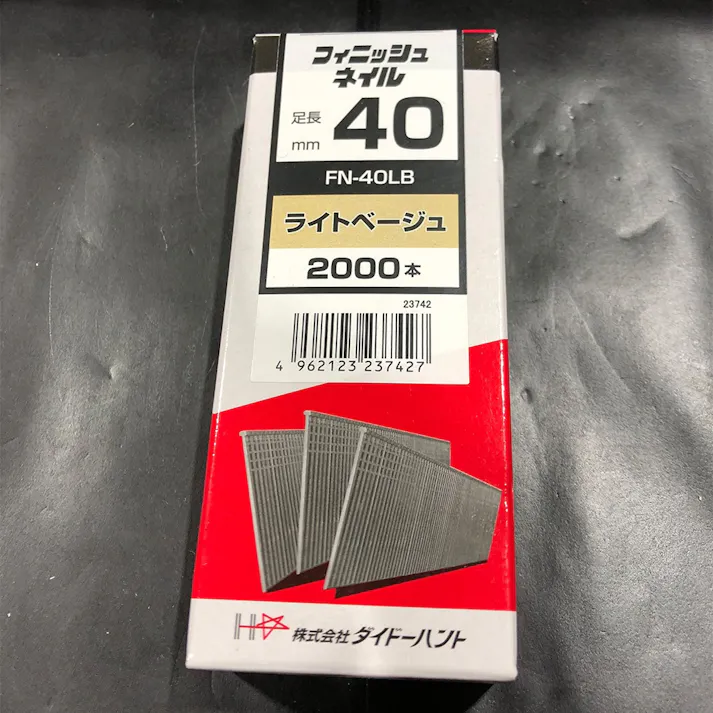 フィニッシュ
ネイル
足長
mm
40
FN-40LB
ライトベージュ
2000本
23742
4 962123 237427
株式会社 ダイドーハント